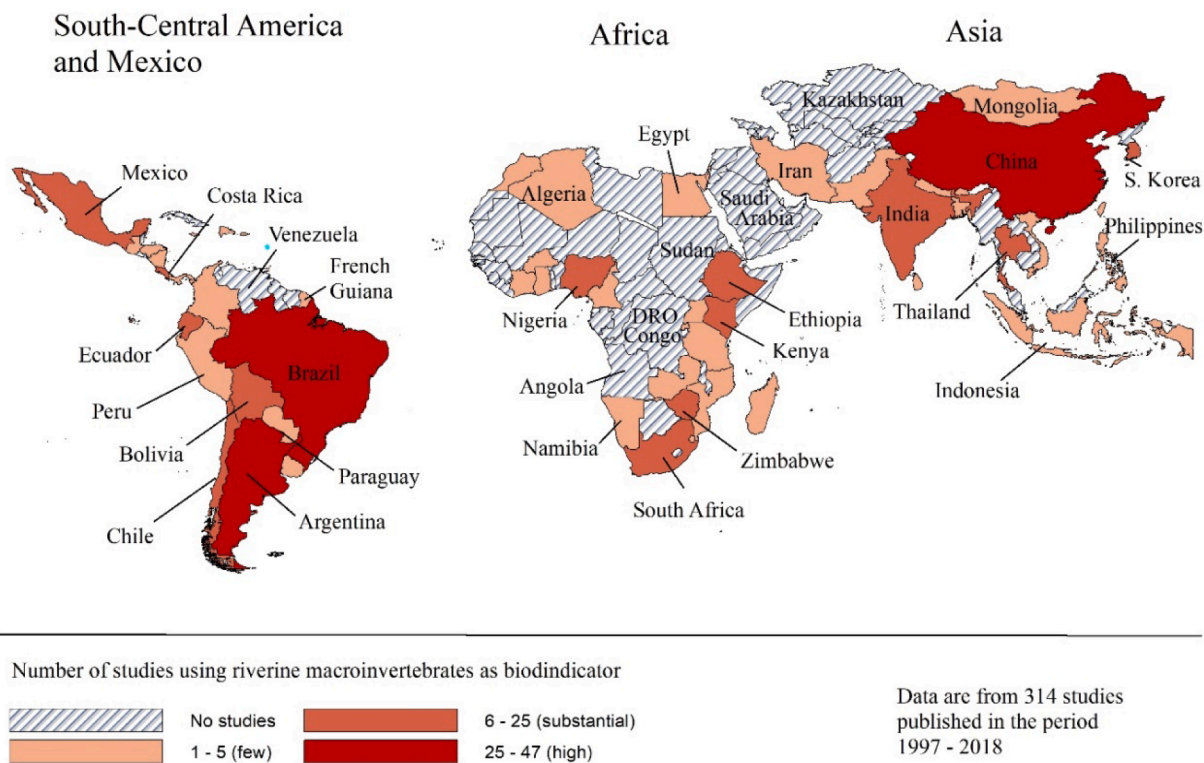 South-Central America
and Mexico
Africa
Asia
Mexico
Costa Rica
Venezuela
French
Guiana
Ecuador
Peru
Brazil
Bolivia
Paraguay
Chile
Argentina
Egypt
Algeria
Sudan
Nigeria
DRO
Congo
Ethiopia
Kenya
Angola
Namibia
Zimbabwe
South Africa
Kazakhstan
Mongolia
Iran
China
S. Korea
Saudi
Arabia
India
Philippines
Thailand
Indonesia
Number of studies using riverine macroinvertebrates as biodindicator
No studies
6 - 25 (substantial)
1 - 5 (few)
25 - 47 (high)
Data are from 314 studies
published in the period
1997 - 2018